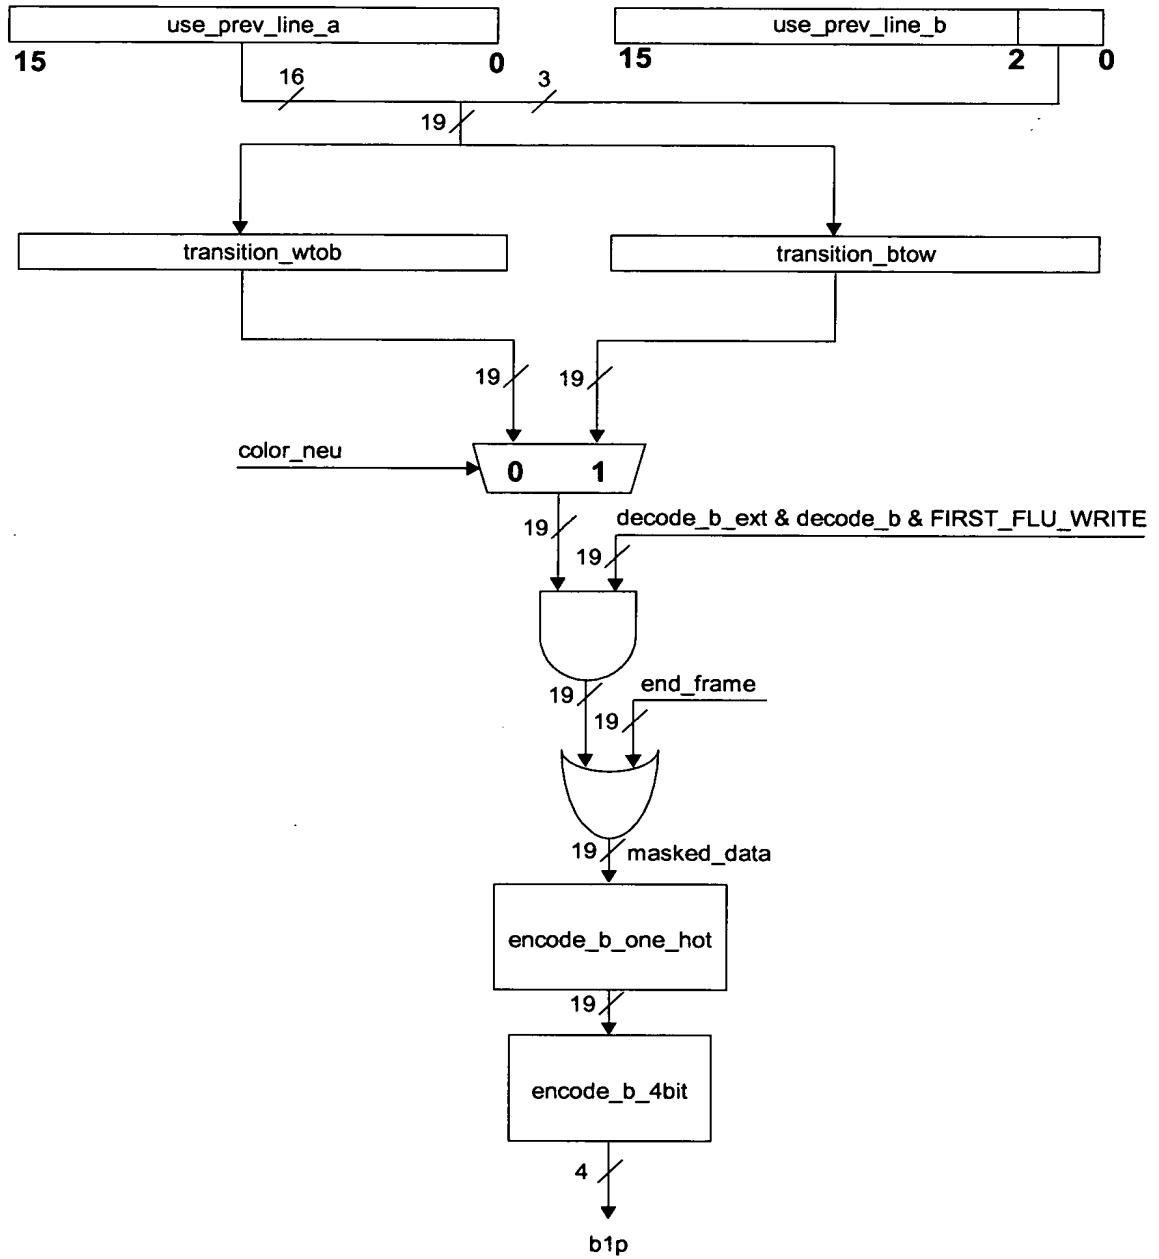 use_prev_line_a
use_prev_line_b
15
0
15
2
0
16
3
19
transition_wtob
transition_btow
19
19
color_neu
0
1
19
decode_b_ext & decode_b & FIRST_FLU_WRITE
19
19
end_frame
19
19
masked_data
encode_b_one_hot
19
encode_b_4bit
4
b1p